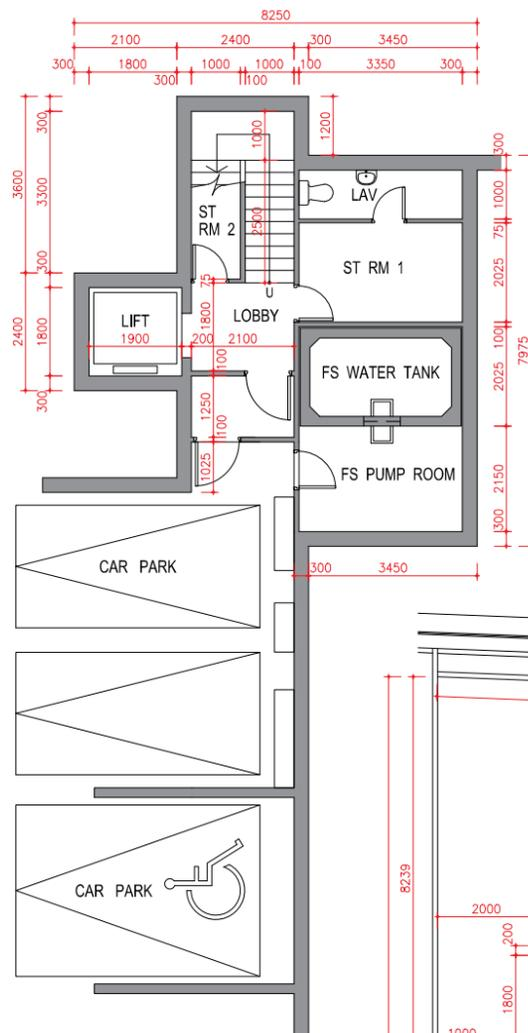 8250
2100 2400 300 3450
300 1800 300 1000 100 1000 100 3350 300
300
3600
3300
300
2400
1800
300
1000
1200
2500
ST
RM 2
LAV
ST RM 1
U
75
LOBBY
1800
LIFT
1900 200 2100
100
1250
100
1025
FS WATER TANK
FS PUMP ROOM
300
1000
75
2025
100
2025
2150
300
7975
300 3450
CAR PARK
CAR PARK
8239
2000
200
1800
1000